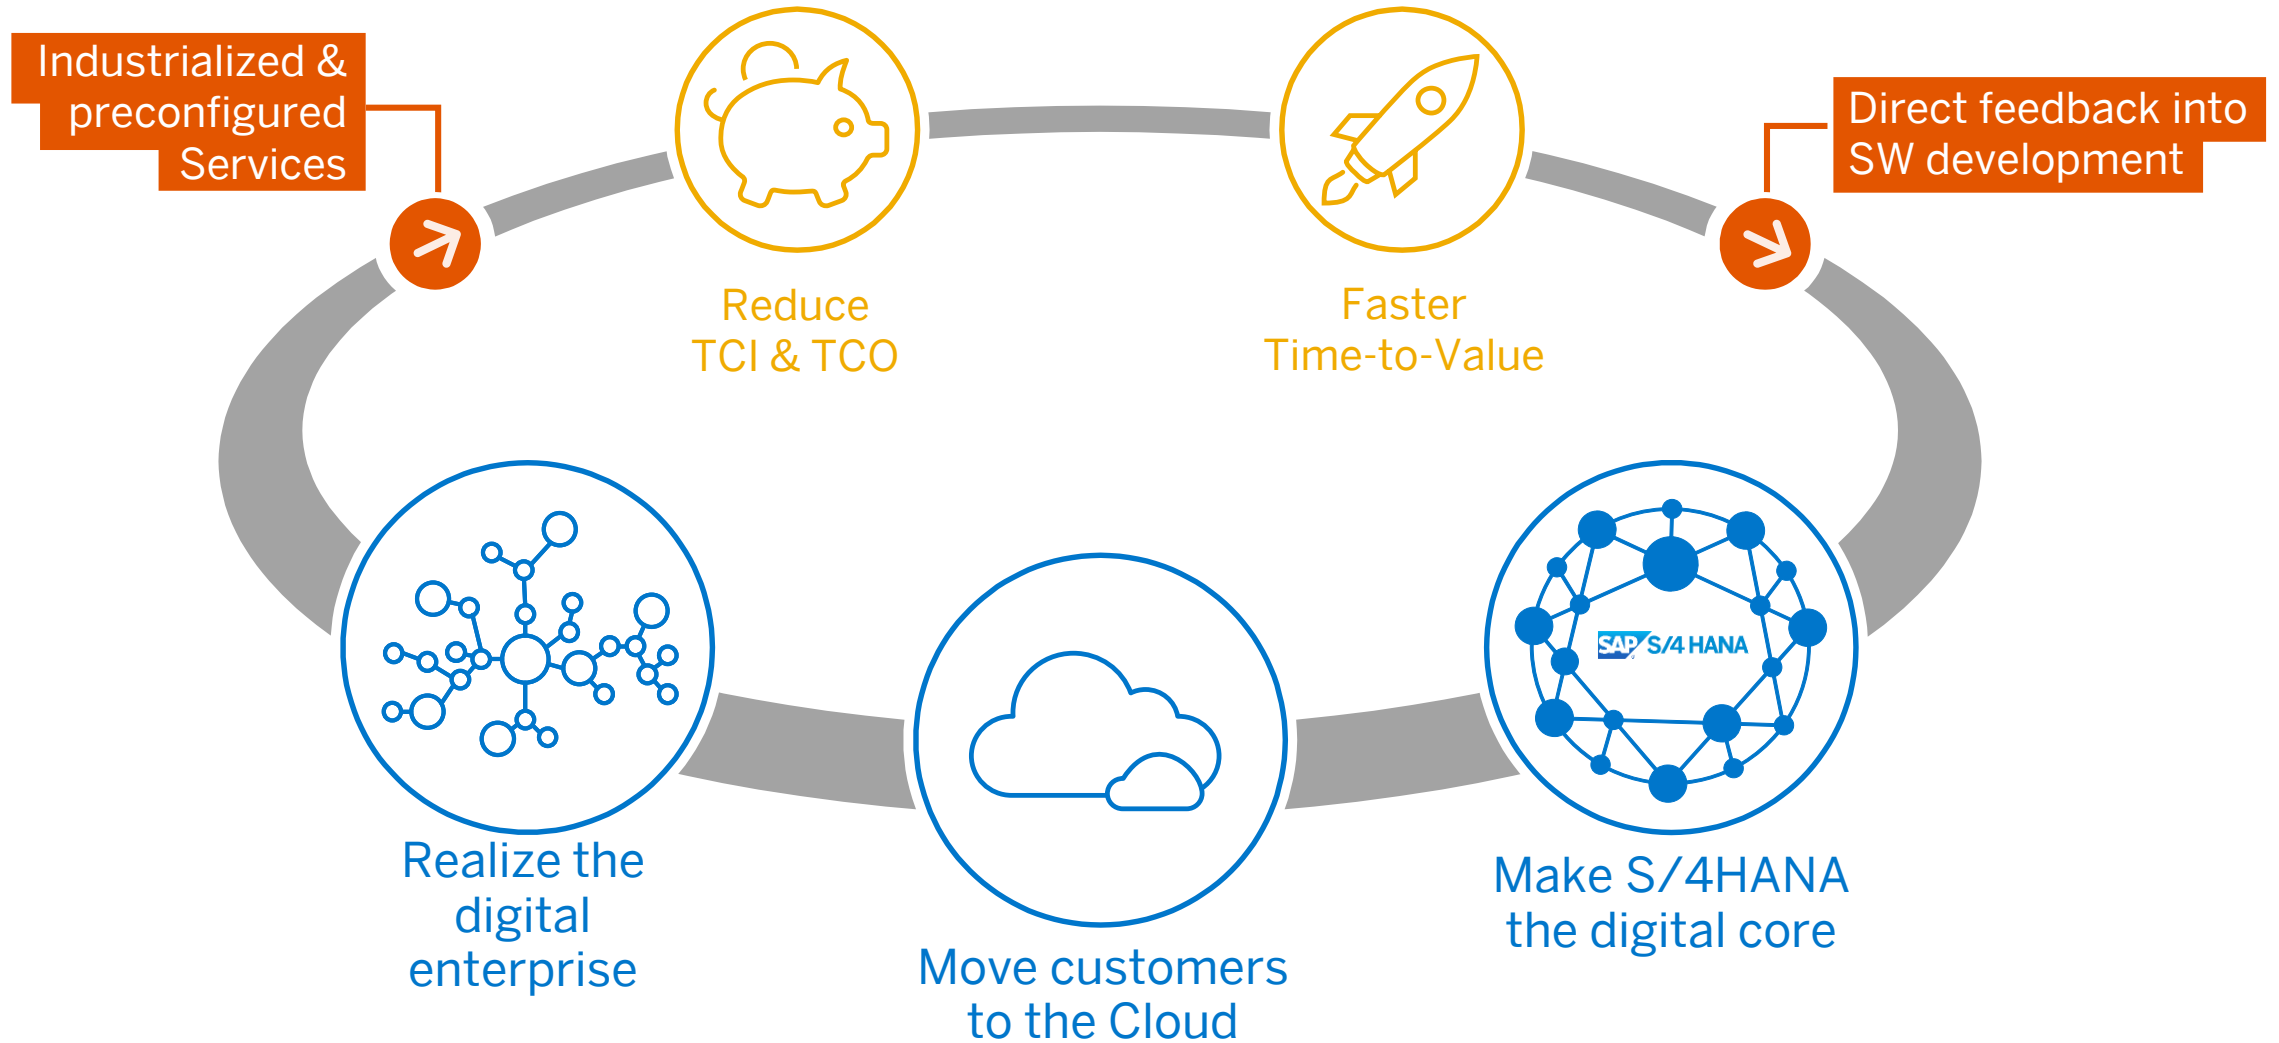 Industrialized &
preconfigured
Services
Direct feedback into
SW development
Reduce
TCI & TCO
Faster
Time-to-Value
SAP S/4 HANA
Realize the
digital
enterprise
Move customers
to the Cloud
Make S/4HANA
the digital core